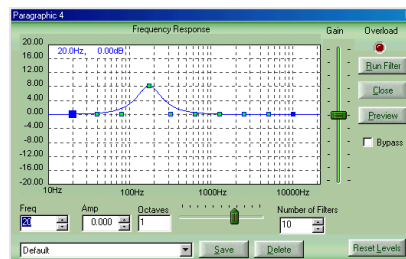 Paragraphic 4
Frequency Response
Gain
Overload
20.00
16.00
12.00
8.00
4.00
0.00
-4.00
-8.00
-12.00
-16.00
-20.00
20.0Hz, 0.00dB
10Hz
100Hz
1000Hz
10000Hz
Run Filter
Close
Preview
Bypass
Freq
Amp
Octaves
Number of Filters
20
0.000
1
10
Default
Save
Delete
Reset Levels